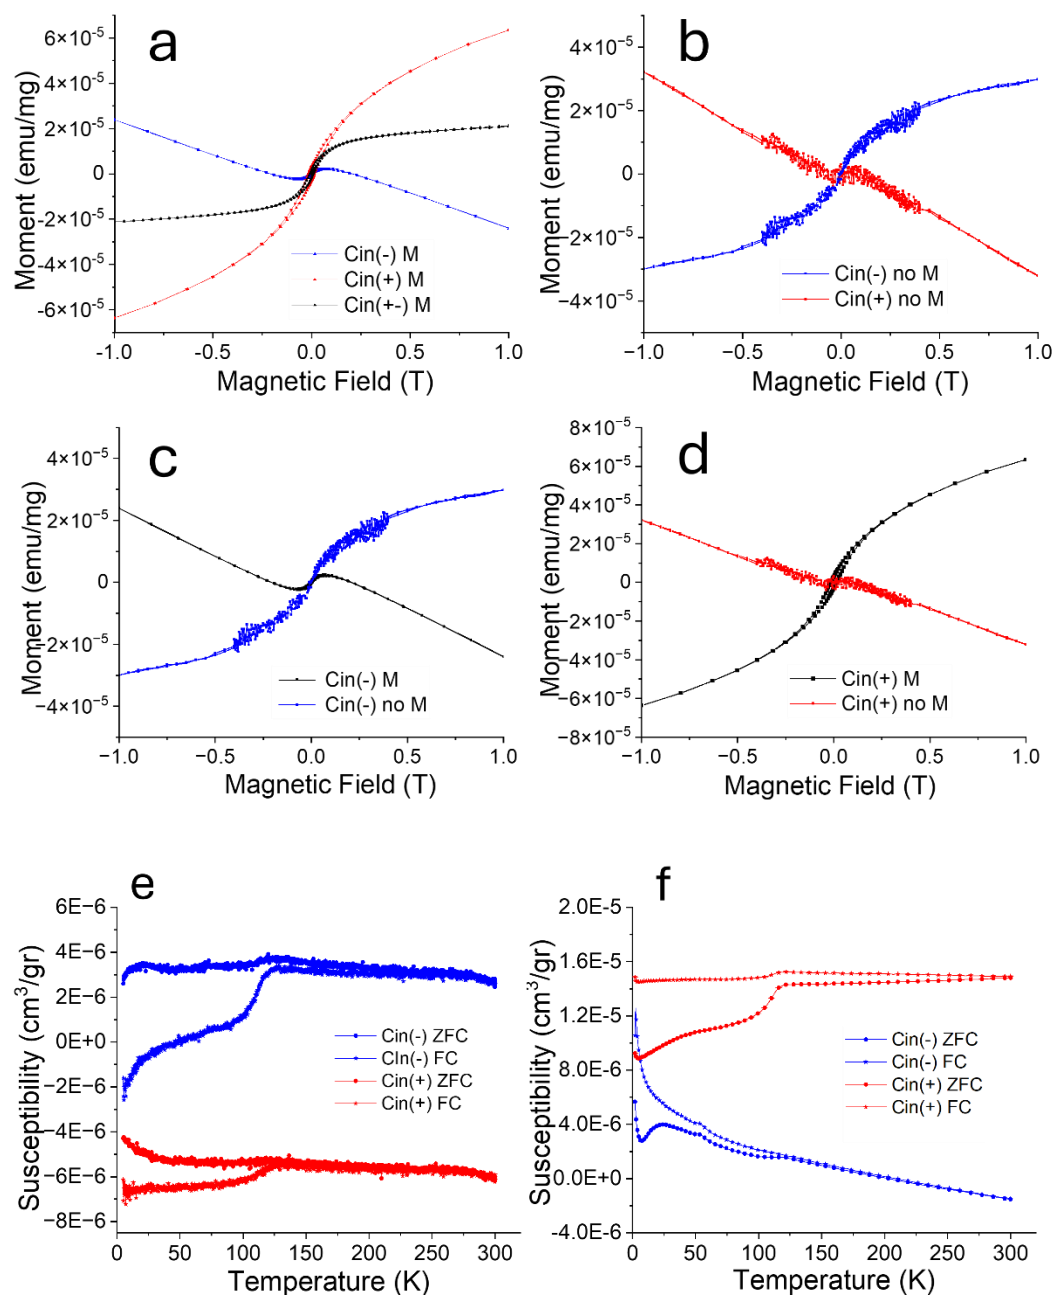 a
Moment (emu/mg)
6×10⁻⁵
4×10⁻⁵
2×10⁻⁵
0
-2×10⁻⁵
-4×10⁻⁵
-6×10⁻⁵
Cin(-) M
Cin(+) M
Cin(+-) M
-1.0 -0.5 0.0 0.5 1.0
Magnetic Field (T)
b
Moment (emu/mg)
4×10⁻⁵
2×10⁻⁵
0
−2×10⁻⁵
−4×10⁻⁵
Cin(-) no M
Cin(+) no M
−1.0 −0.5 0.0 0.5 1.0
Magnetic Field (T)
c
Moment (emu/mg)
4×10⁻⁵
2×10⁻⁵
0
−2×10⁻⁵
−4×10⁻⁵
Cin(-) M
Cin(-) no M
−1.0 −0.5 0.0 0.5 1.0
Magnetic Field (T)
d
Moment (emu/mg)
8×10⁻⁵
6×10⁻⁵
4×10⁻⁵
2×10⁻⁵
0
−2×10⁻⁵
−4×10⁻⁵
−6×10⁻⁵
−8×10⁻⁵
Cin(+) M
Cin(+) no M
−1.0 −0.5 0.0 0.5 1.0
Magnetic Field (T)
e
Susceptibility (cm³/gr)
6E−6
4E−6
2E−6
0E+0
−2E−6
−4E−6
−6E−6
−8E−6
Cin(-) ZFC
CIn(-) FC
Cin(+) ZFC
Cin(+) FC
0 50 100 150 200 250 300
Temperature (K)
f
Susceptibility (cm³/gr)
2.0E-5
1.6E-5
1.2E-5
8.0E-6
4.0E-6
0.0E+0
-4.0E-6
Cin(-) ZFC
Cin(-) FC
Cin(+) ZFC
Cin(+) FC
0 50 100 150 200 250 300
Temperature (K)